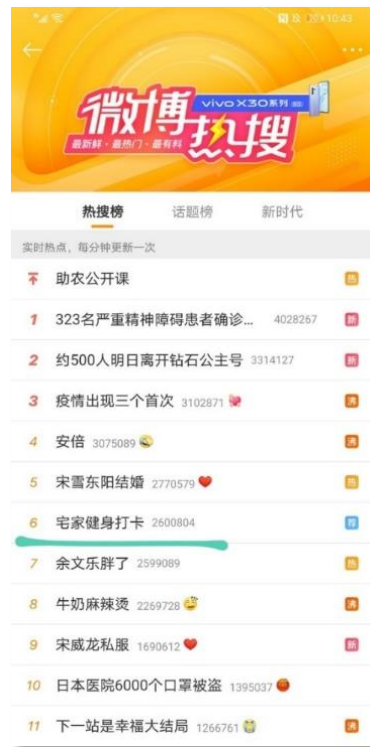 10:43
微博热搜
vivo X30系列 5G
最新鲜·最热门·最有料
热搜榜 话题榜 新时代
实时热点，每分钟更新一次
助农公开课 热
1 323名严重精神障碍患者确诊... 4028267 新
2 约500人明日离开钻石公主号 3314127 新
3 疫情出现三个首次 3102871 沸
4 安倍 3075089 沸
5 宋雪东阳结婚 2770579 热
6 宅家健身打卡 2600804 荐
7 余文乐胖了 2599089 热
8 牛奶麻辣烫 2269728 沸
9 宋威龙私服 1690612 新
10 日本医院6000个口罩被盗 1395037
11 下一站是幸福大结局 1266761 沸